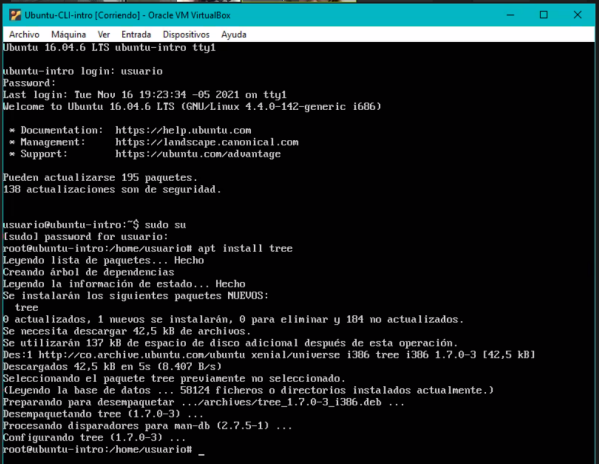 Ubuntu-CLI-intro [Corriendo] - Oracle VM VirtualBox
Archivo Máquina Ver Entrada Dispositivos Ayuda
Ubuntu 16.04.6 LTS ubuntu-intro tty1
ubuntu-intro login: usuario
Password:
Last login: Tue Nov 16 19:23:34 -05 2021 on tty1
Welcome to Ubuntu 16.04.6 LTS (GNU/Linux 4.4.0-142-generic i686)
* Documentation: https://help.ubuntu.com
* Management: https://landscape.canonical.com
* Support: https://ubuntu.com/advantage
Pueden actualizarse 195 paquetes.
138 actualizaciones son de seguridad.
usuario@ubuntu-intro:~$ sudo su
[sudo] password for usuario:
root@ubuntu-intro:/home/usuario# apt install tree
Leyendo lista de paquetes... Hecho
Creando árbol de dependencias
Leyendo la información de estado... Hecho
Se instalarán los siguientes paquetes NUEVOS:
tree
0 actualizados, 1 nuevos se instalarán, 0 para eliminar y 184 no actualizados.
Se necesita descargar 42,5 kB de archivos.
Se utilizarán 137 kB de espacio de disco adicional después de esta operación.
Des:1 http://co.archive.ubuntu.com/ubuntu xenial/universe i386 tree i386 1.7.0-3 [42,5 kB]
Descargados 42,5 kB en 5s (8.407 B/s)
Seleccionando el paquete tree previamente no seleccionado.
(Leyendo la base de datos ... 58124 ficheros o directorios instalados actualmente.)
Preparando para desempaquetar .../archives/tree_1.7.0-3_i386.deb ...
Desempaquetando tree (1.7.0-3) ...
Procesando disparadores para man-db (2.7.5-1) ...
Configurando tree (1.7.0-3) ...
root@ubuntu-intro:/home/usuario# _